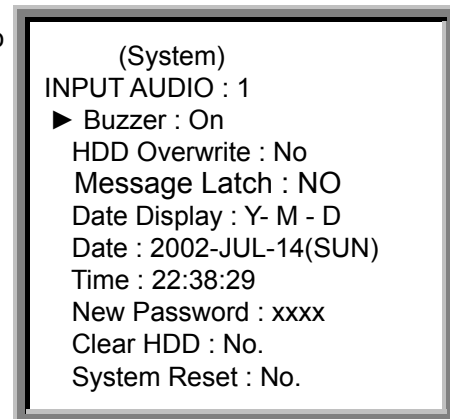 o
(System)
INPUT AUDIO : 1
► Buzzer : On
HDD Overwrite : No
Message Latch : NO
Date Display : Y- M - D
Date : 2002-JUL-14(SUN)
Time : 22:38:29
New Password : xxxx
Clear HDD : No.
System Reset : No.